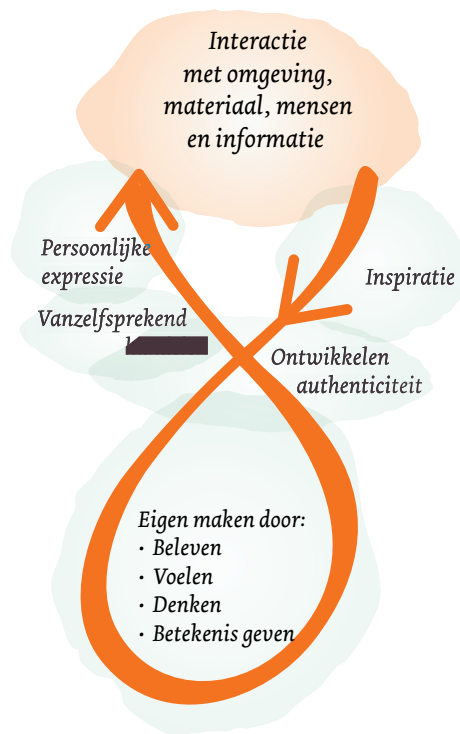 Interactie
met omgeving,
materiaal, mensen
en informatie
Persoonlijke
expressie
Inspiratie
Vanzelfsprekend
Ontwikkelen
authenticiteit
Eigen maken door:
· Beleven
· Voelen
· Denken
· Betekenis geven